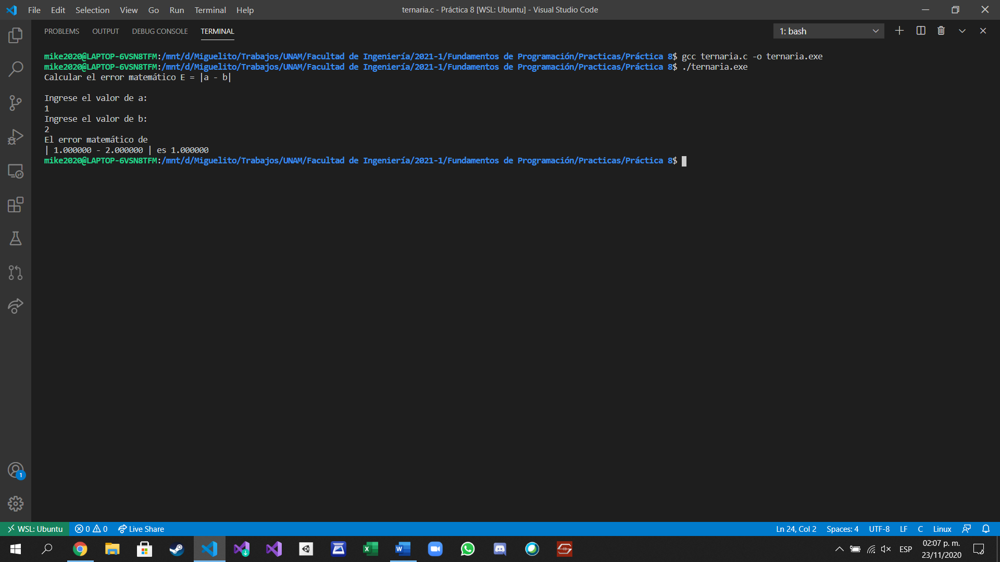 File Edit Selection View Go Run Terminal Help
ternaria.c - Práctica 8 [WSL: Ubuntu] - Visual Studio Code
PROBLEMS OUTPUT DEBUG CONSOLE TERMINAL
1: bash
mike2020@LAPTOP-6VSN8TFM:/mnt/d/Miguelito/Trabajos/UNAM/Facultad de Ingeniería/2021-1/Fundamentos de Programación/Practicas/Práctica 8$ gcc ternaria.c -o ternaria.exe
mike2020@LAPTOP-6VSN8TFM:/mnt/d/Miguelito/Trabajos/UNAM/Facultad de Ingeniería/2021-1/Fundamentos de Programación/Practicas/Práctica 8$ ./ternaria.exe
Calcular el error matemático E = |a - b|
Ingrese el valor de a:
1
Ingrese el valor de b:
2
El error matemático de
| 1.000000 - 2.000000 | es 1.000000
mike2020@LAPTOP-6VSN8TFM:/mnt/d/Miguelito/Trabajos/UNAM/Facultad de Ingeniería/2021-1/Fundamentos de Programación/Practicas/Práctica 8$
1
WSL: Ubuntu 0 0 Live Share
Ln 24, Col 2 Spaces: 4 UTF-8 LF C Linux
ESP
02:07 p. m.
23/11/2020